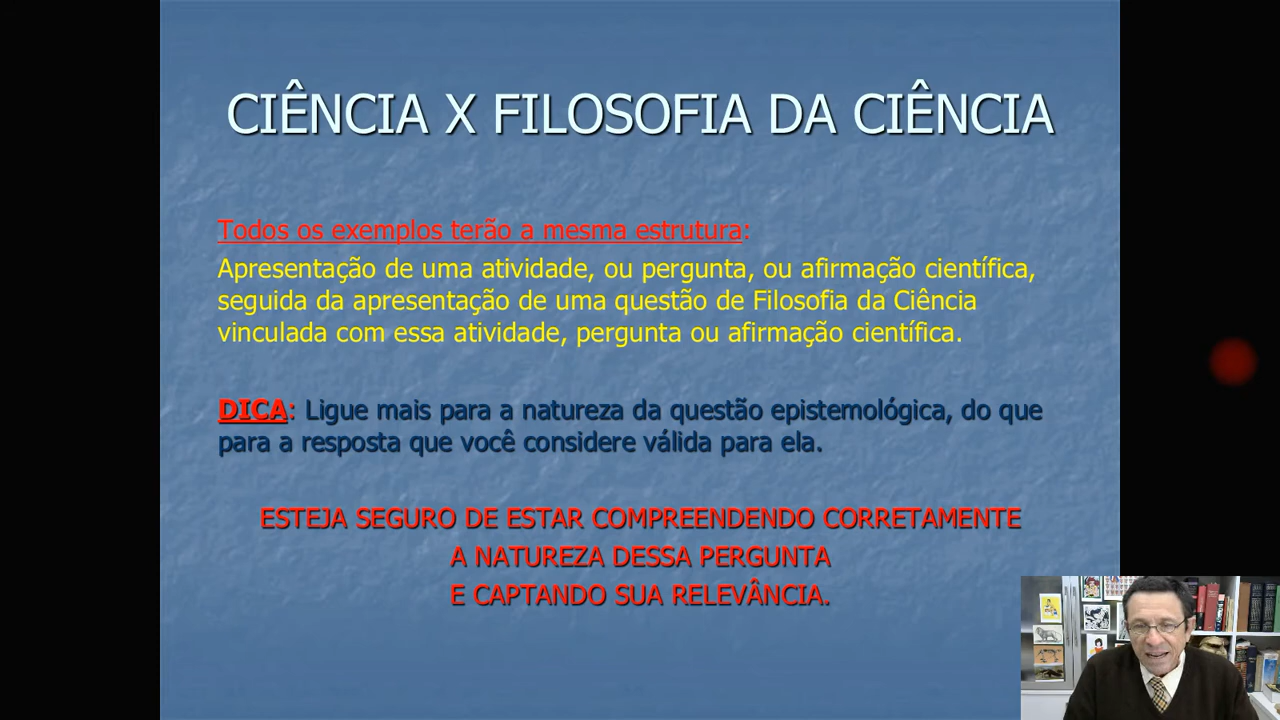 CIÊNCIA X FILOSOFIA DA CIÊNCIA
Todos os exemplos terão a mesma estrutura:
Apresentação de uma atividade, ou pergunta, ou afirmação científica,
seguida da apresentação de uma questão de Filosofia da Ciência
vinculada com essa atividade, pergunta ou afirmação científica.
DICA: Ligue mais para a natureza da questão epistemológica, do que
para a resposta que você considere válida para ela.
ESTEJA SEGURO DE ESTAR COMPREENDENDO CORRETAMENTE
A NATUREZA DESSA PERGUNTA
E CAPTANDO SUA RELEVÂNCIA.